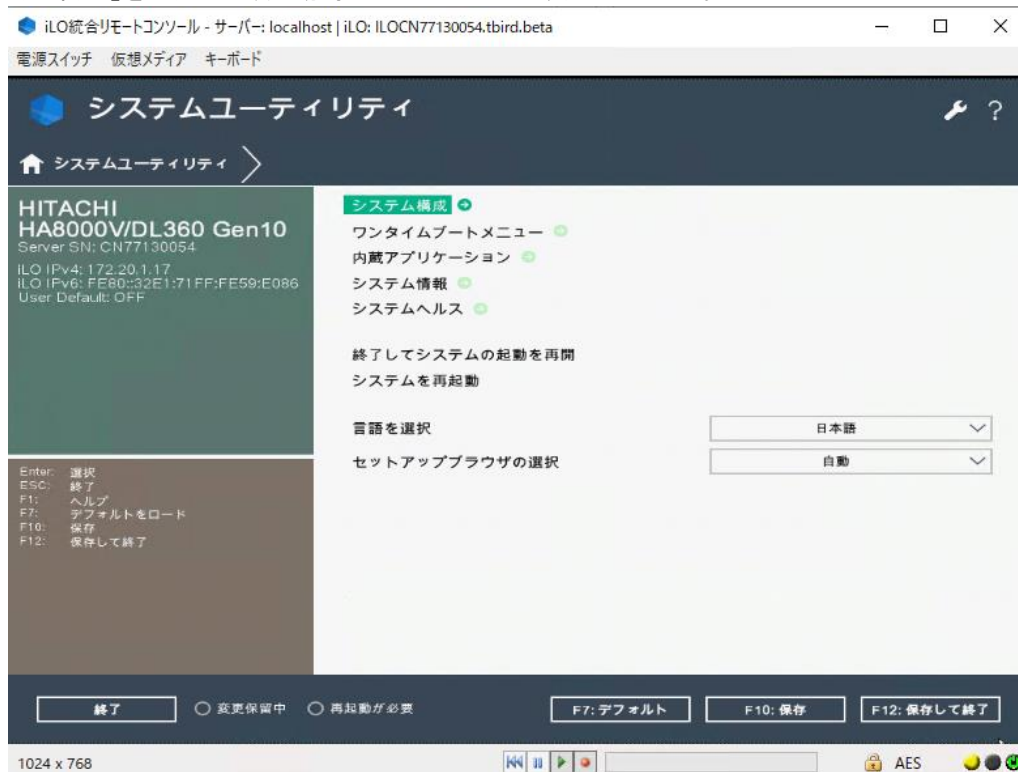 iLO統合リモートコンソール - サーバー: localhost | iLO: ILOCN77130054.tbird.beta
電源スイッチ 仮想メディア キーボード
システムユーティリティ
?
システムユーティリティ
HITACHI
HA8000V/DL360 Gen10
Server SN: CN77130054
iLO IPv4: 172.20.1.17
iLO IPv6: FE80::32E1:71FF:FE59:E086
User Default: OFF
システム構成
ワンタイムブートメニュー
内蔵アプリケーション
システム情報
システムヘルス
終了してシステムの起動を再開
システムを再起動
言語を選択 日本語
セットアップブラウザの選択 自動
Enter: 選択
ESC: 終了
F1: ヘルプ
F7: デフォルトをロード
F10: 保存
F12: 保存して終了
終了 変更保留中 再起動が必要 F7: デフォルト F10: 保存 F12: 保存して終了
1024 x 768 AES